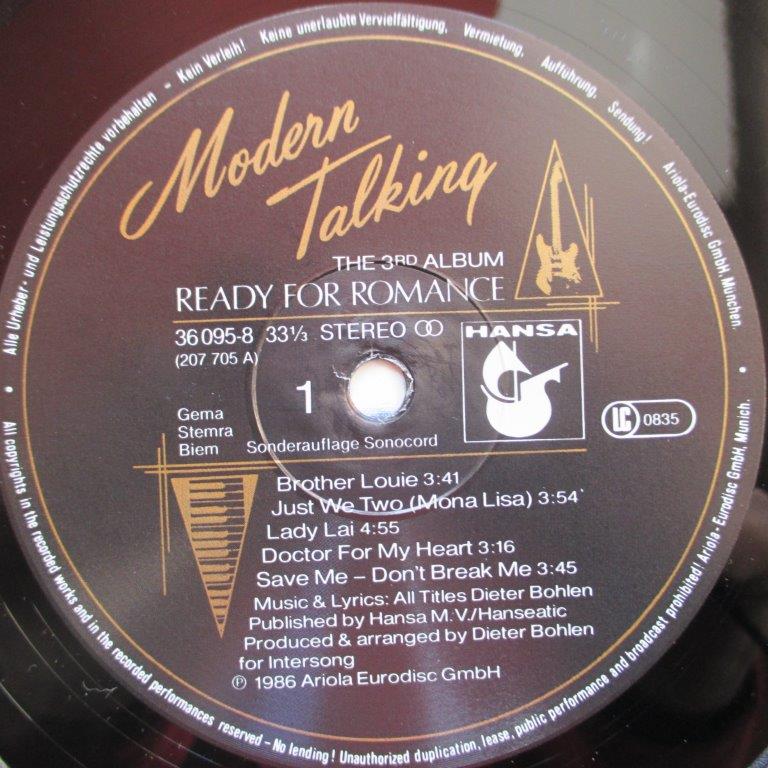 Alle Urheber- und Leistungsschutzrechte vorbehalten – Kein Verleih! Keine unerlaubte Vervielfältigung, Vermietung, Aufführung, Sendung! Ariola-Eurodisc GmbH, München.
Modern
Talking
THE 3RD ALBUM
READY FOR ROMANCE
36 095-8 33⅓ STEREO
(207 705 A)
HANSA
1
LC 0835
Gema
Stemra
Biem
Sonderauflage Sonocord
Brother Louie 3:41
Just We Two (Mona Lisa) 3:54
Lady Lai 4:55
Doctor For My Heart 3:16
Save Me – Don't Break Me 3:45
Music & Lyrics: All Titles Dieter Bohlen
Published by Hansa M.V./Hanseatic
Produced & arranged by Dieter Bohlen
for Intersong
℗ 1986 Ariola Eurodisc GmbH
All copyrights in the recorded works and in the recorded performances reserved – No lending! Unauthorized duplication, lease, public performance and broadcast prohibited! Ariola - Eurodisc GmbH, Munich.